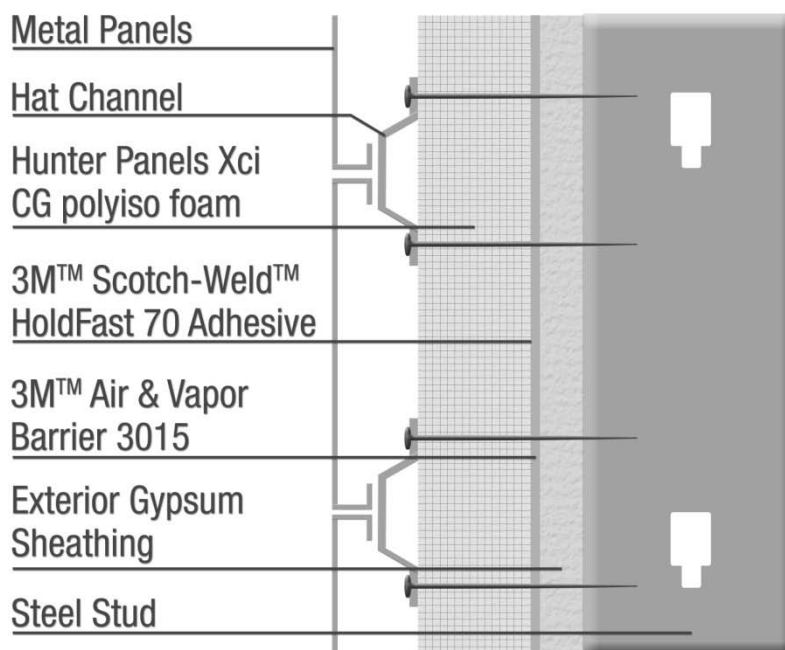 Metal Panels
Hat Channel
Hunter Panels Xci
CG polyiso foam
3M™ Scotch-Weld™
HoldFast 70 Adhesive
3M™ Air & Vapor
Barrier 3015
Exterior Gypsum
Sheathing
Steel Stud